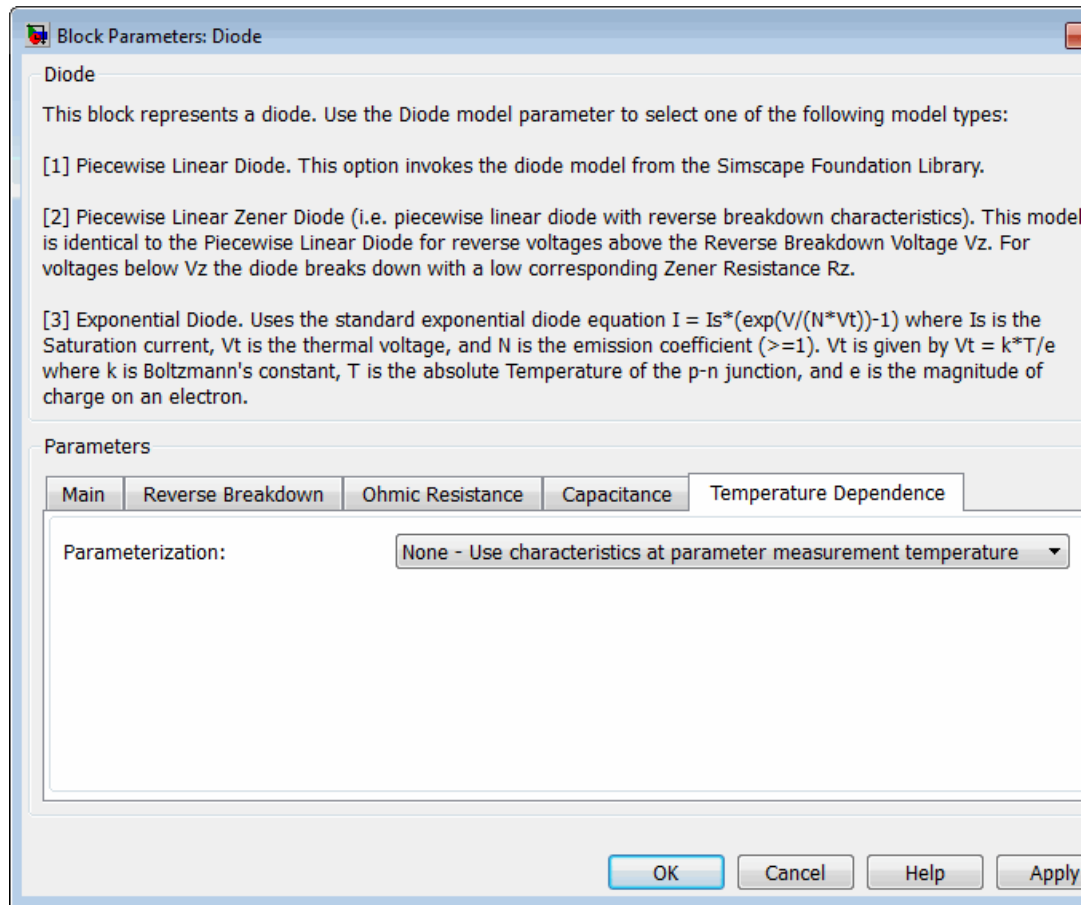 Block Parameters: Diode
Diode
This block represents a diode. Use the Diode model parameter to select one of the following model types:
[1] Piecewise Linear Diode. This option invokes the diode model from the Simscape Foundation Library.
[2] Piecewise Linear Zener Diode (i.e. piecewise linear diode with reverse breakdown characteristics). This model
is identical to the Piecewise Linear Diode for reverse voltages above the Reverse Breakdown Voltage Vz. For
voltages below Vz the diode breaks down with a low corresponding Zener Resistance Rz.
[3] Exponential Diode. Uses the standard exponential diode equation I = Is*(exp(V/(N*Vt))-1) where Is is the
Saturation current, Vt is the thermal voltage, and N is the emission coefficient (>=1). Vt is given by Vt = k*T/e
where k is Boltzmann's constant, T is the absolute Temperature of the p-n junction, and e is the magnitude of
charge on an electron.
Parameters
Main Reverse Breakdown Ohmic Resistance Capacitance Temperature Dependence
Parameterization: None - Use characteristics at parameter measurement temperature
OK Cancel Help Apply